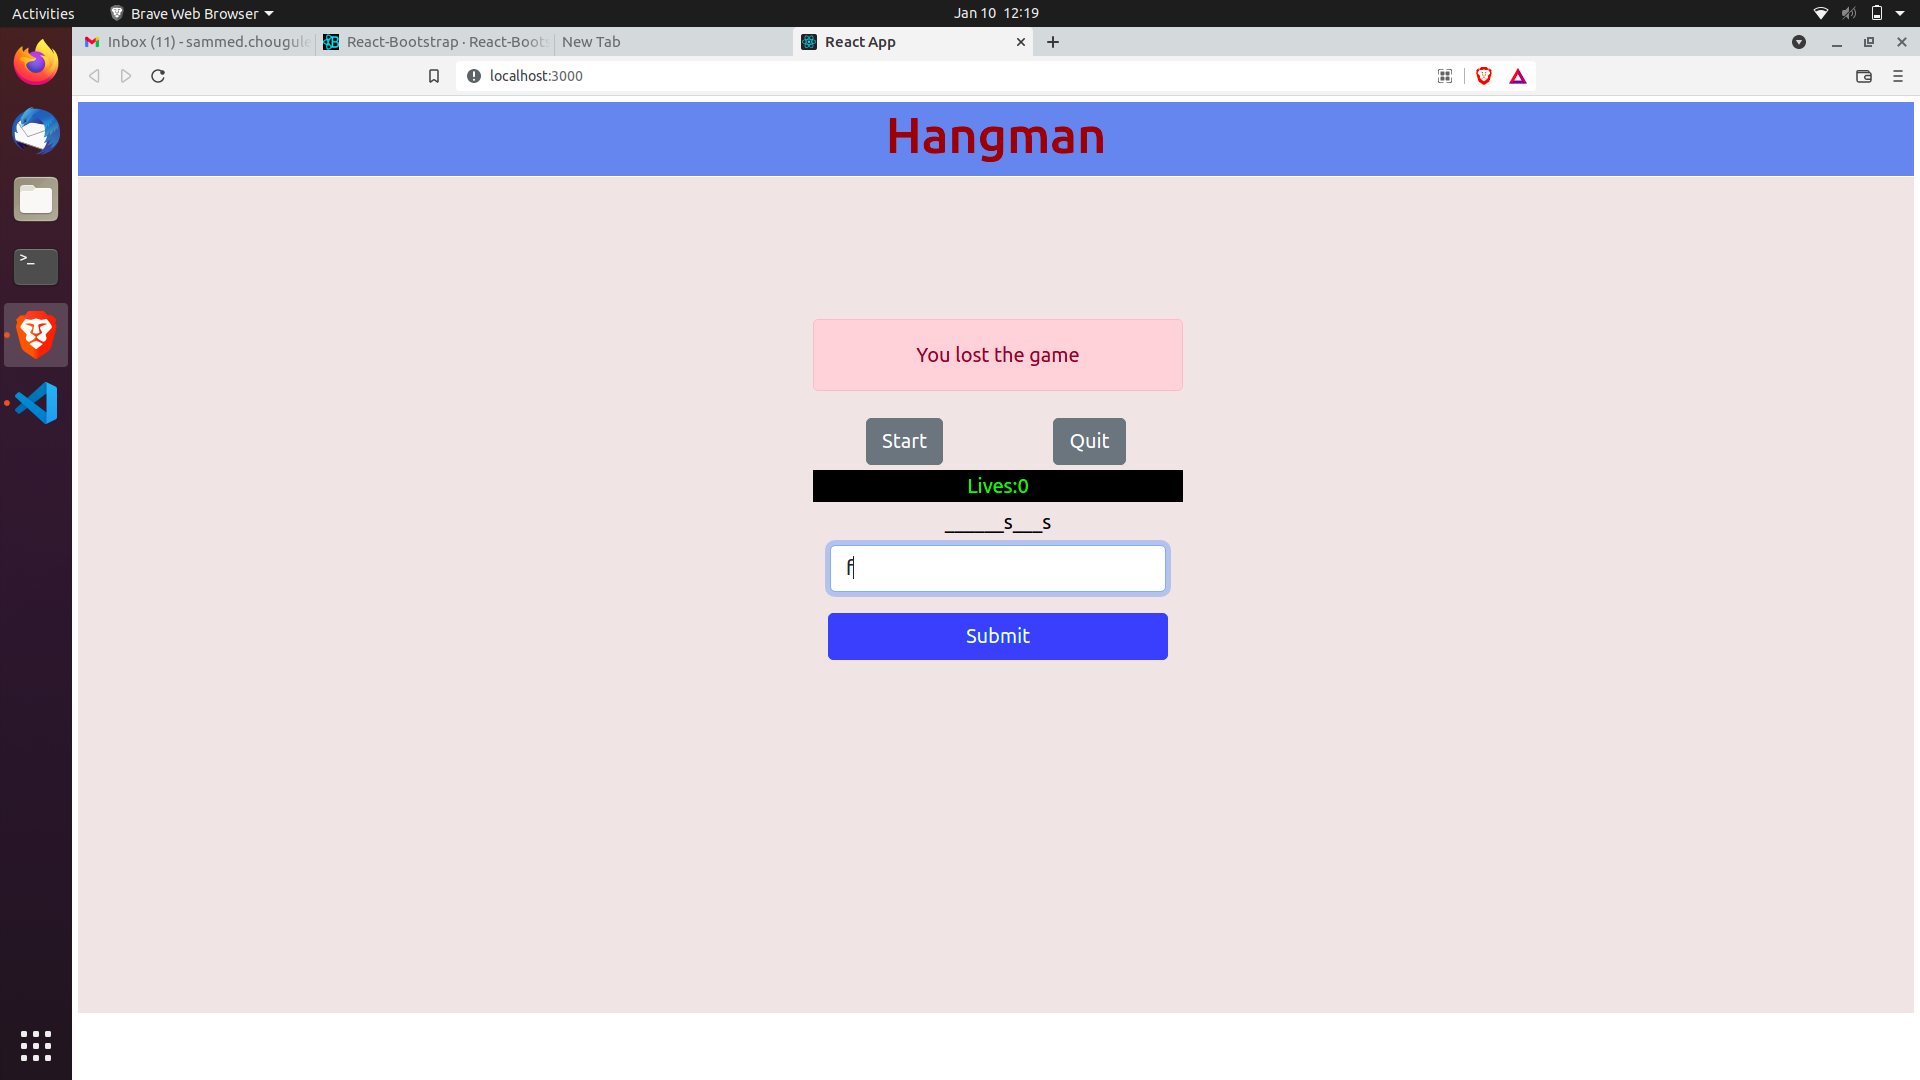 Activities
Brave Web Browser
Jan 10 12:19
Inbox (11) - sammed.chougule
React-Bootstrap · React-Boots
New Tab
React App
localhost:3000
Hangman
You lost the game
Start
Quit
Lives:0
______s___s
f
Submit